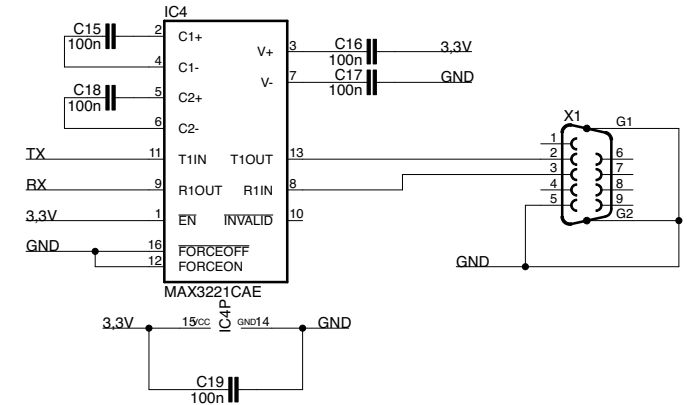 IC4
C15
100n
2
C1+
4
C1-
C18
100n
5
C2+
6
C2-
V+
3
C16
100n
3,3V
V-
7
C17
100n
GND
TX
11
T1IN
T1OUT
13
RX
9
R1OUT
R1IN
8
3,3V
1
EN
INVALID
10
GND
16
FORCEOFF
12
FORCEON
MAX3221CAE
X1
G1
1
2
3
4
5
6
7
8
9
G2
GND
3,3V
15
VCC
IC4P
GND
14
GND
C19
100n